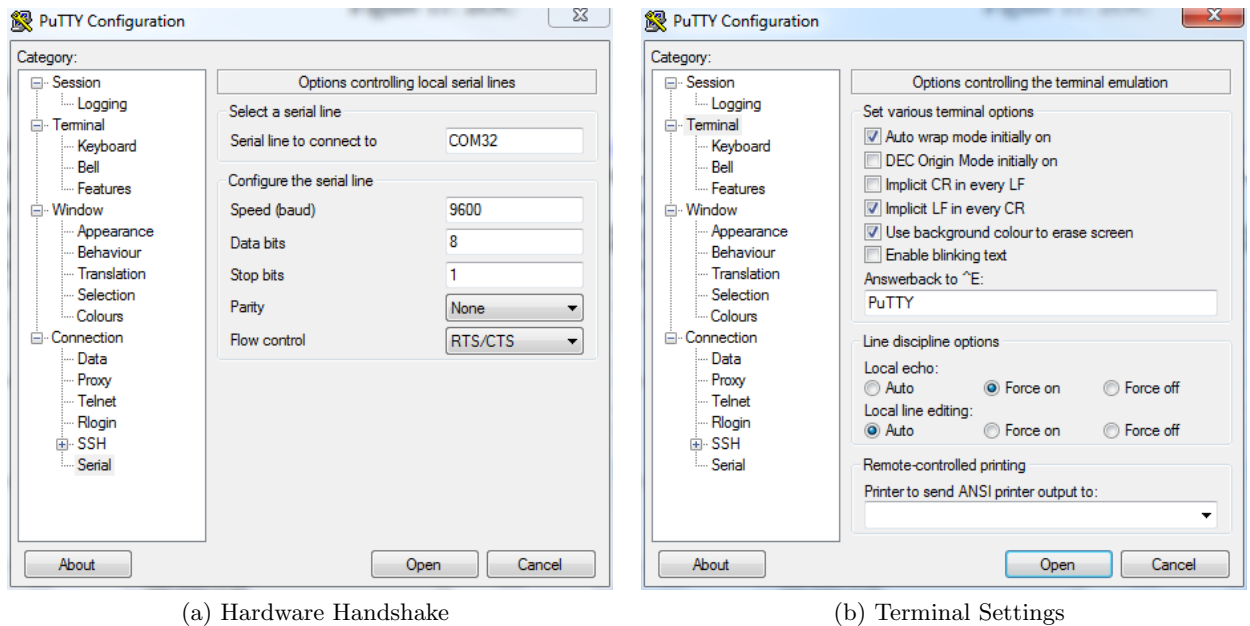 PuTTY Configuration
Category:
Session
Logging
Terminal
Keyboard
Bell
Features
Window
Appearance
Behaviour
Translation
Selection
Colours
Connection
Data
Proxy
Telnet
Rlogin
SSH
Serial
Options controlling local serial lines
Select a serial line
Serial line to connect to COM32
Configure the serial line
Speed (baud) 9600
Data bits 8
Stop bits 1
Parity None
Flow control RTS/CTS
About Open Cancel
(a) Hardware Handshake
PuTTY Configuration
Category:
Session
Logging
Terminal
Keyboard
Bell
Features
Window
Appearance
Behaviour
Translation
Selection
Colours
Connection
Data
Proxy
Telnet
Rlogin
SSH
Serial
Options controlling the terminal emulation
Set various terminal options
Auto wrap mode initially on
DEC Origin Mode initially on
Implicit CR in every LF
Implicit LF in every CR
Use background colour to erase screen
Enable blinking text
Answerback to ^E:
PuTTY
Line discipline options
Local echo:
Auto Force on Force off
Local line editing:
Auto Force on Force off
Remote-controlled printing
Printer to send ANSI printer output to:
About Open Cancel
(b) Terminal Settings